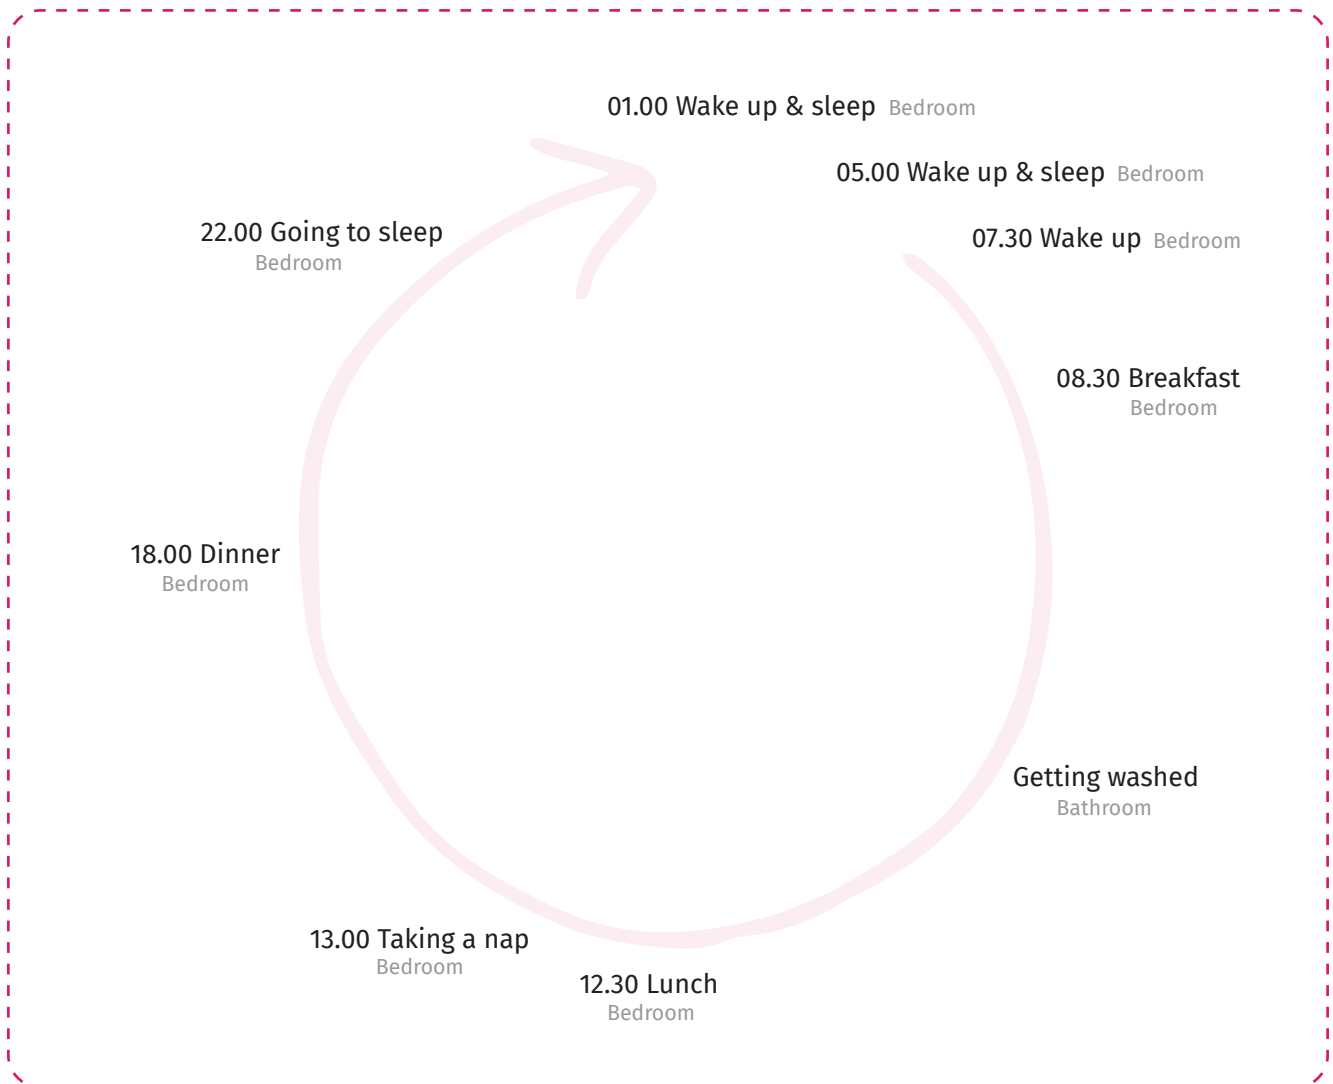 01.00 Wake up & sleep Bedroom
05.00 Wake up & sleep Bedroom
07.30 Wake up Bedroom
08.30 Breakfast
Bedroom
Getting washed
Bathroom
12.30 Lunch
Bedroom
13.00 Taking a nap
Bedroom
18.00 Dinner
Bedroom
22.00 Going to sleep
Bedroom